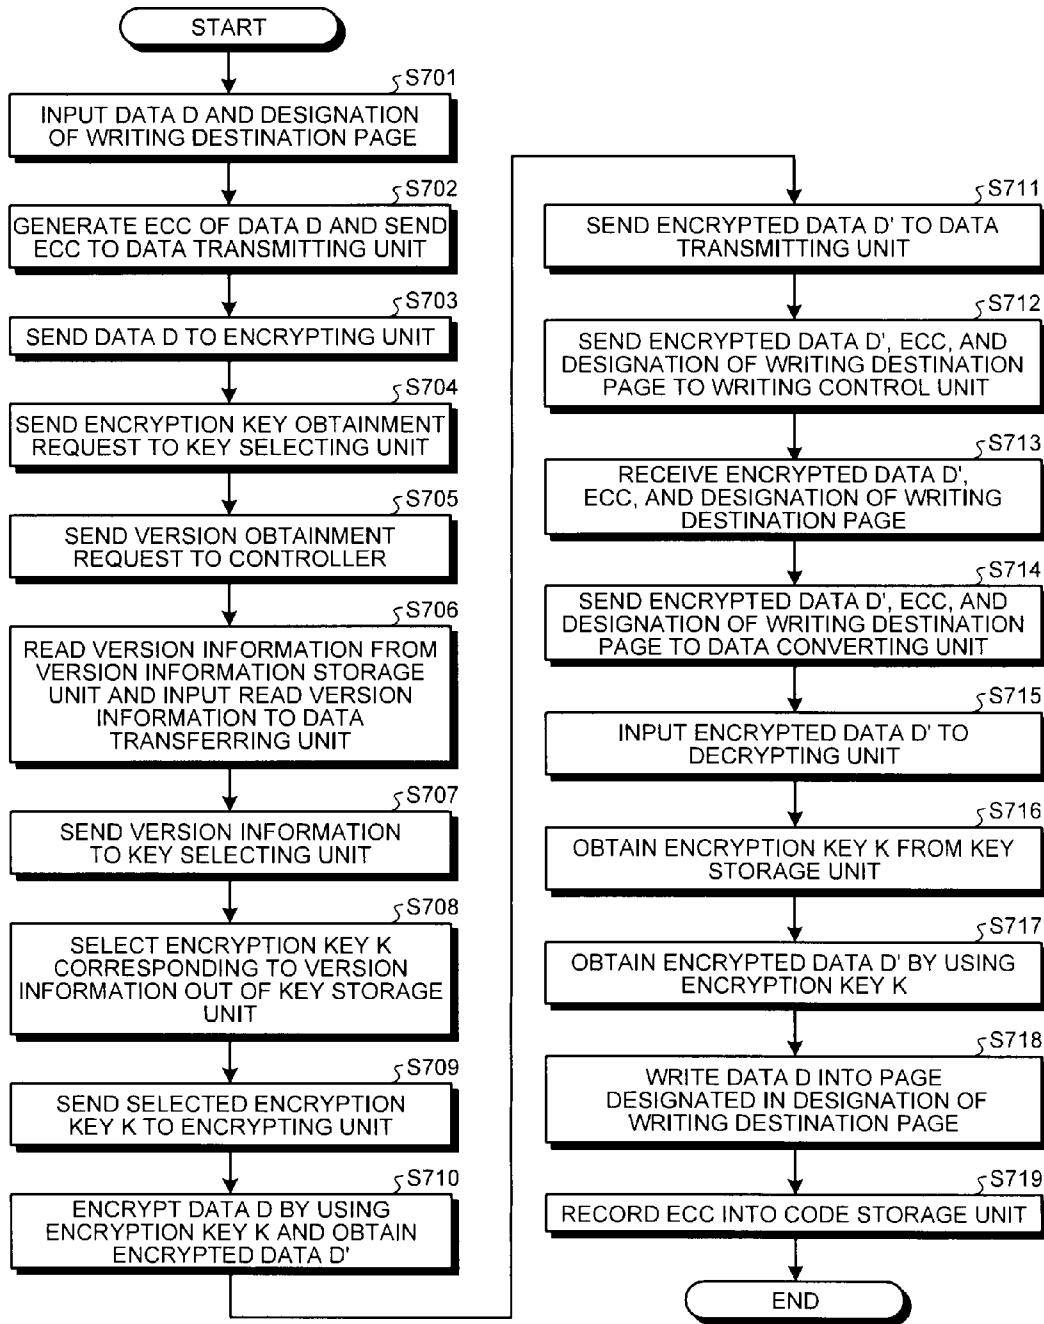 START
S701
INPUT DATA D AND DESIGNATION
OF WRITING DESTINATION PAGE
S702
GENERATE ECC OF DATA D AND SEND
ECC TO DATA TRANSMITTING UNIT
S703
SEND DATA D TO ENCRYPTING UNIT
S704
SEND ENCRYPTION KEY OBTAINMENT
REQUEST TO KEY SELECTING UNIT
S705
SEND VERSION OBTAINMENT
REQUEST TO CONTROLLER
S706
READ VERSION INFORMATION FROM
VERSION INFORMATION STORAGE
UNIT AND INPUT READ VERSION
INFORMATION TO DATA
TRANSFERRING UNIT
S707
SEND VERSION INFORMATION
TO KEY SELECTING UNIT
S708
SELECT ENCRYPTION KEY K
CORRESPONDING TO VERSION
INFORMATION OUT OF KEY STORAGE
UNIT
S709
SEND SELECTED ENCRYPTION
KEY K TO ENCRYPTING UNIT
S710
ENCRYPT DATA D BY USING
ENCRYPTION KEY K AND OBTAIN
ENCRYPTED DATA D'
S711
SEND ENCRYPTED DATA D' TO DATA
TRANSMITTING UNIT
S712
SEND ENCRYPTED DATA D', ECC, AND
DESIGNATION OF WRITING DESTINATION
PAGE TO WRITING CONTROL UNIT
S713
RECEIVE ENCRYPTED DATA D',
ECC, AND DESIGNATION OF WRITING
DESTINATION PAGE
S714
SEND ENCRYPTED DATA D', ECC, AND
DESIGNATION OF WRITING DESTINATION
PAGE TO DATA CONVERTING UNIT
S715
INPUT ENCRYPTED DATA D' TO
DECRYPTING UNIT
S716
OBTAIN ENCRYPTION KEY K FROM KEY
STORAGE UNIT
S717
OBTAIN ENCRYPTED DATA D' BY USING
ENCRYPTION KEY K
S718
WRITE DATA D INTO PAGE
DESIGNATED IN DESIGNATION OF
WRITING DESTINATION PAGE
S719
RECORD ECC INTO CODE STORAGE UNIT
END